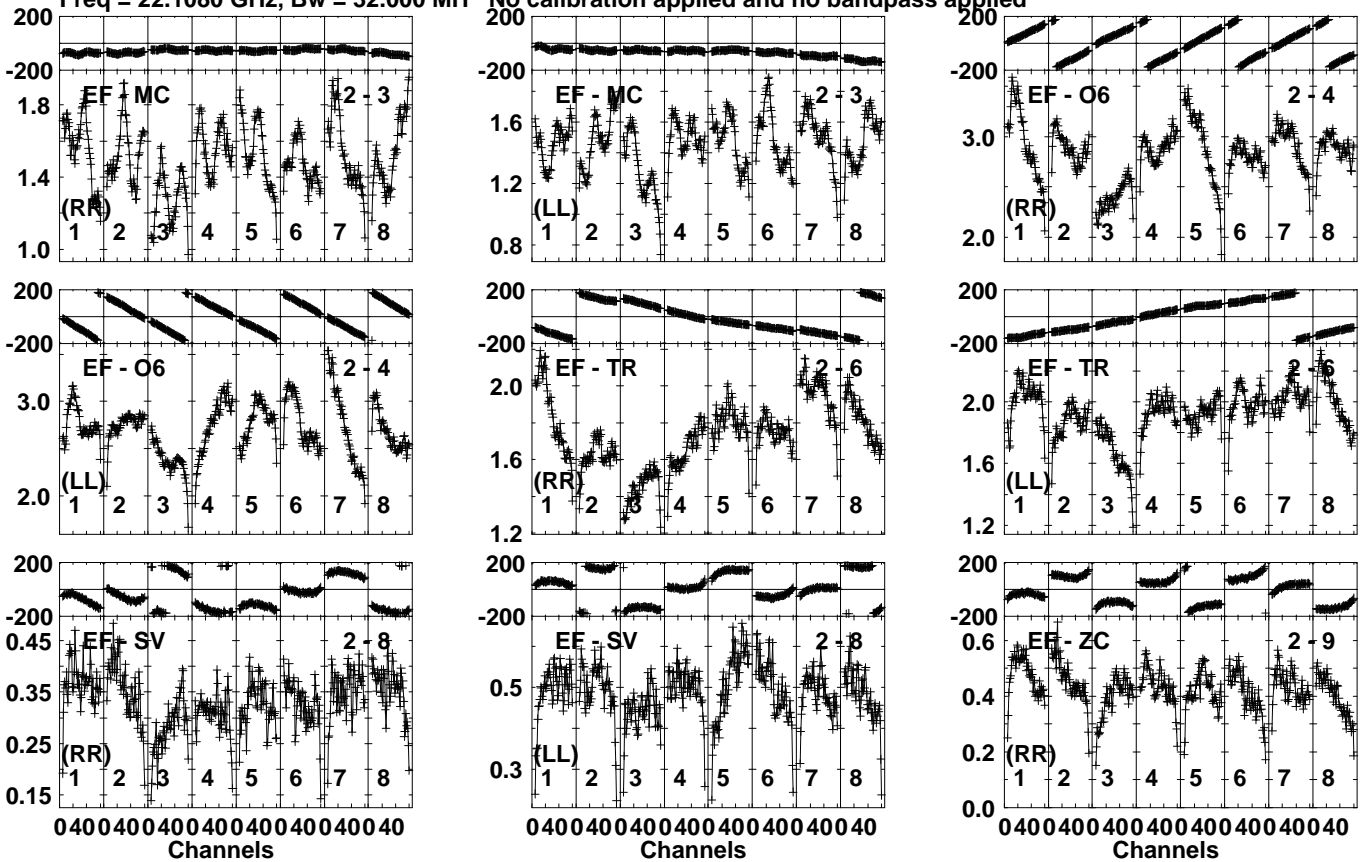 Freq = 22.1080 GHz, Bw = 32.000 MH No calibration applied and no bandpass applied
200 200 200
-200 -200 -200
EF - MC 2 - 3 EF - MC 2 - 3 EF - O6 2 - 4
1.8 1.6 3.0
1.4 1.2
(RR) (LL) (RR)
1 2 3 4 5 6 7 8 1 2 3 4 5 6 7 8 1 2 3 4 5 6 7 8
1.0 0.8 2.0
200 200 200
-200 -200 -200
EF - O6 2 - 4 EF - TR 2 - 6 EF - TR 2 - 6
3.0 2.0 2.0
1.6 1.6
(LL) (RR) (LL)
2.0 1 2 3 4 5 6 7 8 1 2 3 4 5 6 7 8 1 2 3 4 5 6 7 8
1.2 1.2
200 200 200
-200 -200 -200
0.45 EF - SV 2 - 8 EF - SV 2 - 8 0.6 EF - ZC 2 - 9
0.35 0.5 0.4
0.25 0.2
(RR) (LL) (RR)
0.15 1 2 3 4 5 6 7 8 0.3 1 2 3 4 5 6 7 8 1 2 3 4 5 6 7 8
0.0
0 40 0 40 0 40 0 40 0 40 0 40 0 40 0 40 0 40 0 40 0 40 0 40 0 40 0 40 0 40 0 40 0 40 0 40 0 40 0 40 0 40 0 40 0 40 0 40
Channels Channels Channels